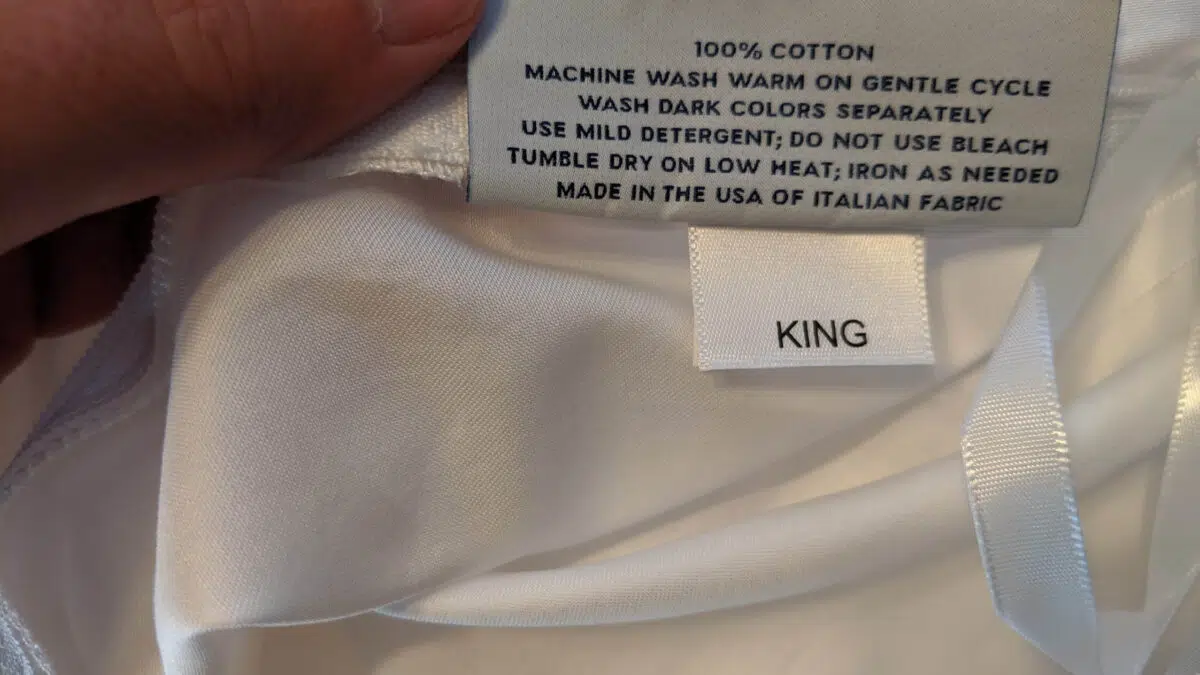 100% COTTON
MACHINE WASH WARM ON GENTLE CYCLE
WASH DARK COLORS SEPARATELY
USE MILD DETERGENT; DO NOT USE BLEACH
TUMBLE DRY ON LOW HEAT; IRON AS NEEDED
MADE IN THE USA OF ITALIAN FABRIC
KING